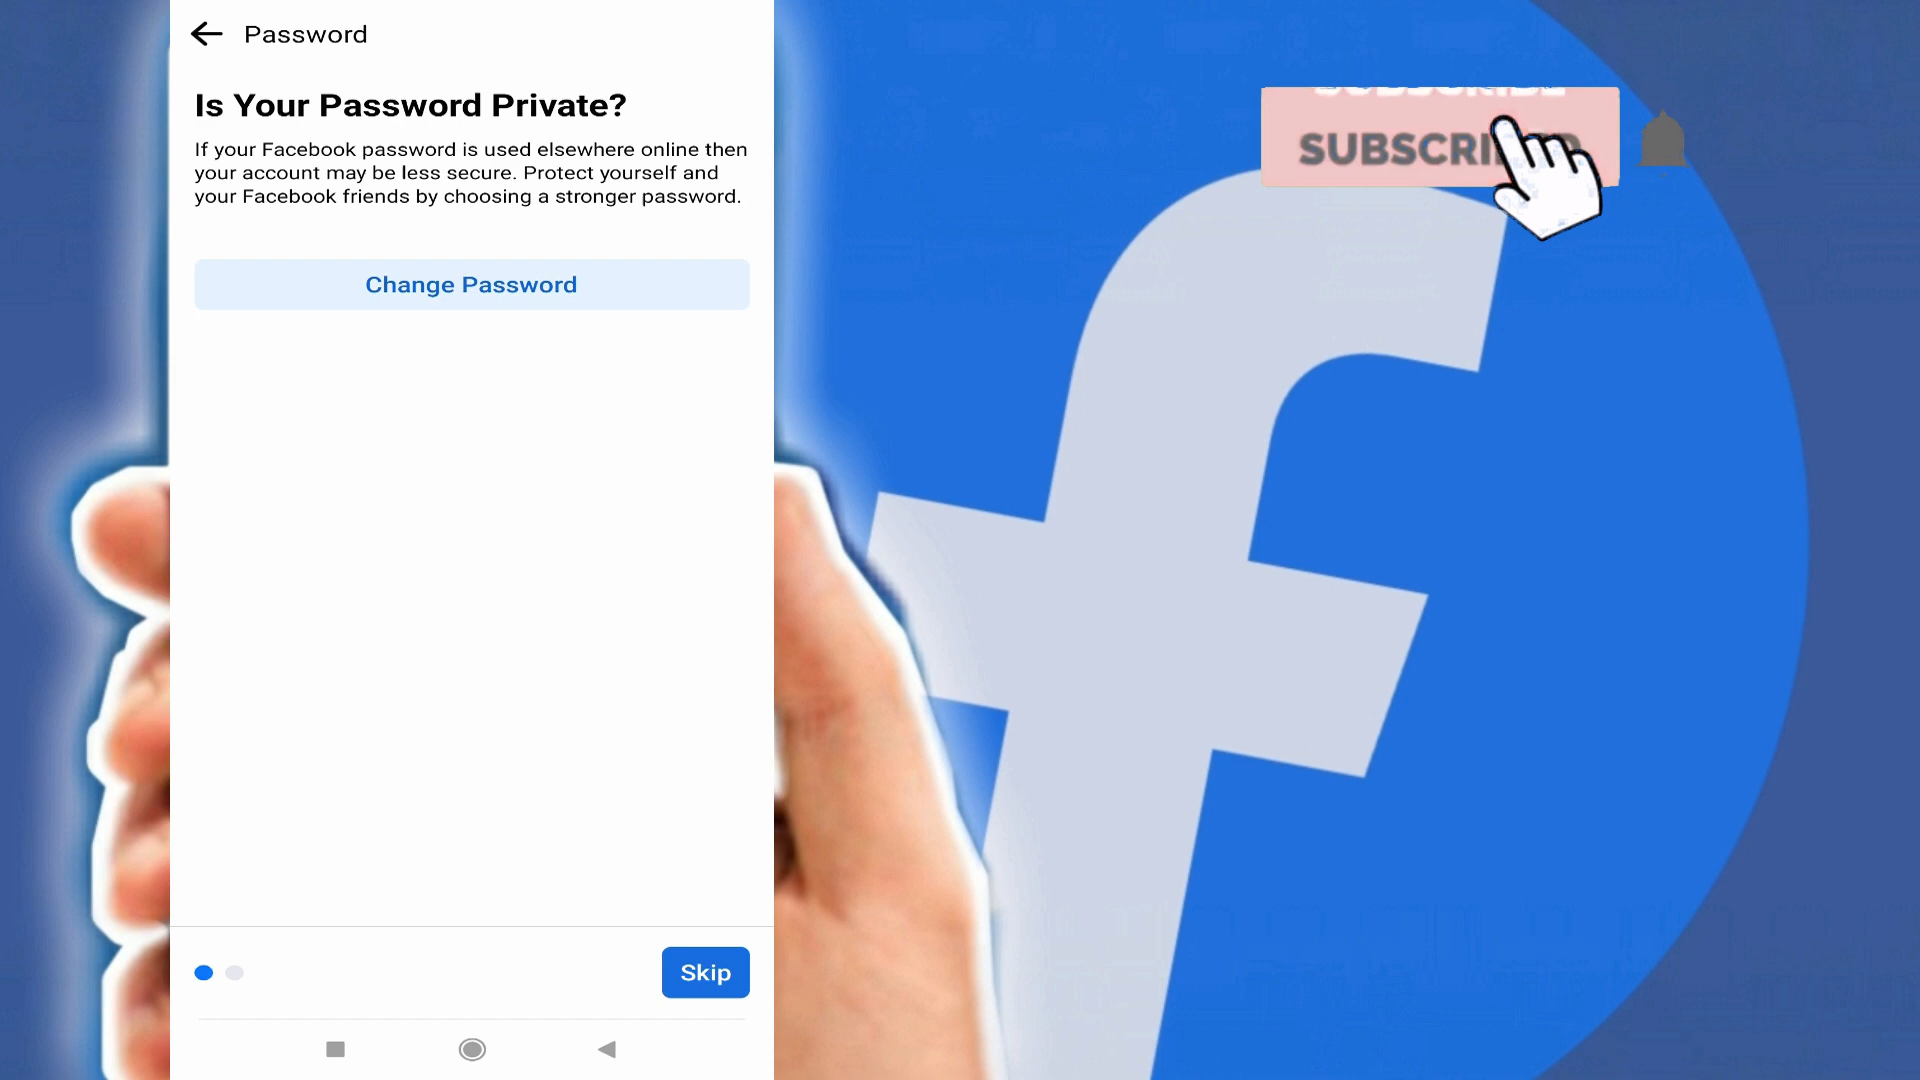 Password
Is Your Password Private?
If your Facebook password is used elsewhere online then
your account may be less secure. Protect yourself and
your Facebook friends by choosing a stronger password.
Change Password
Skip